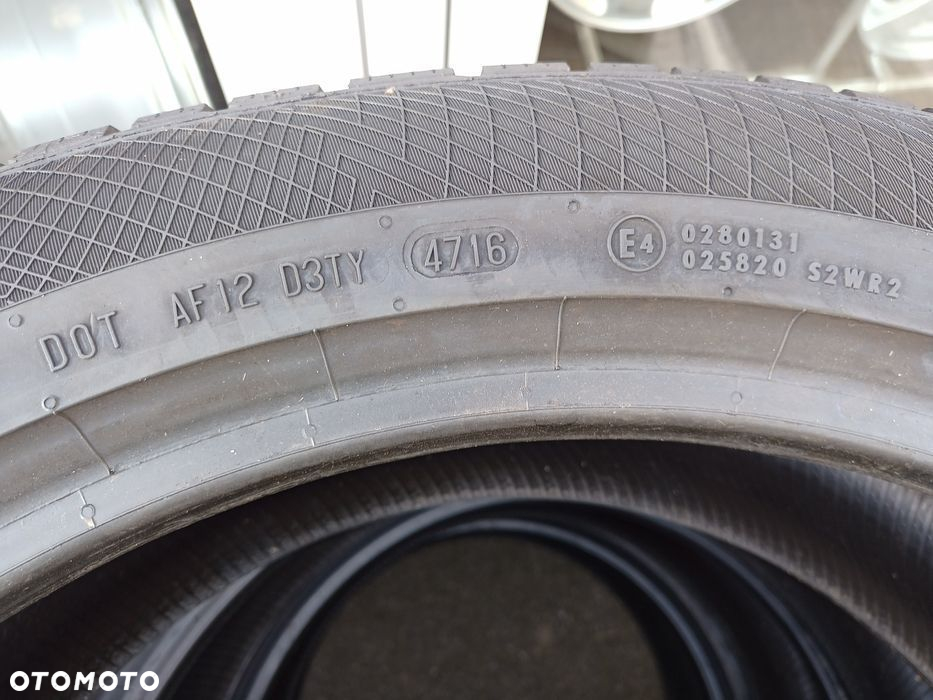 DOT AF12 D3TY 4716
E4
0280131
025820 S2WR2
OTOMOTO